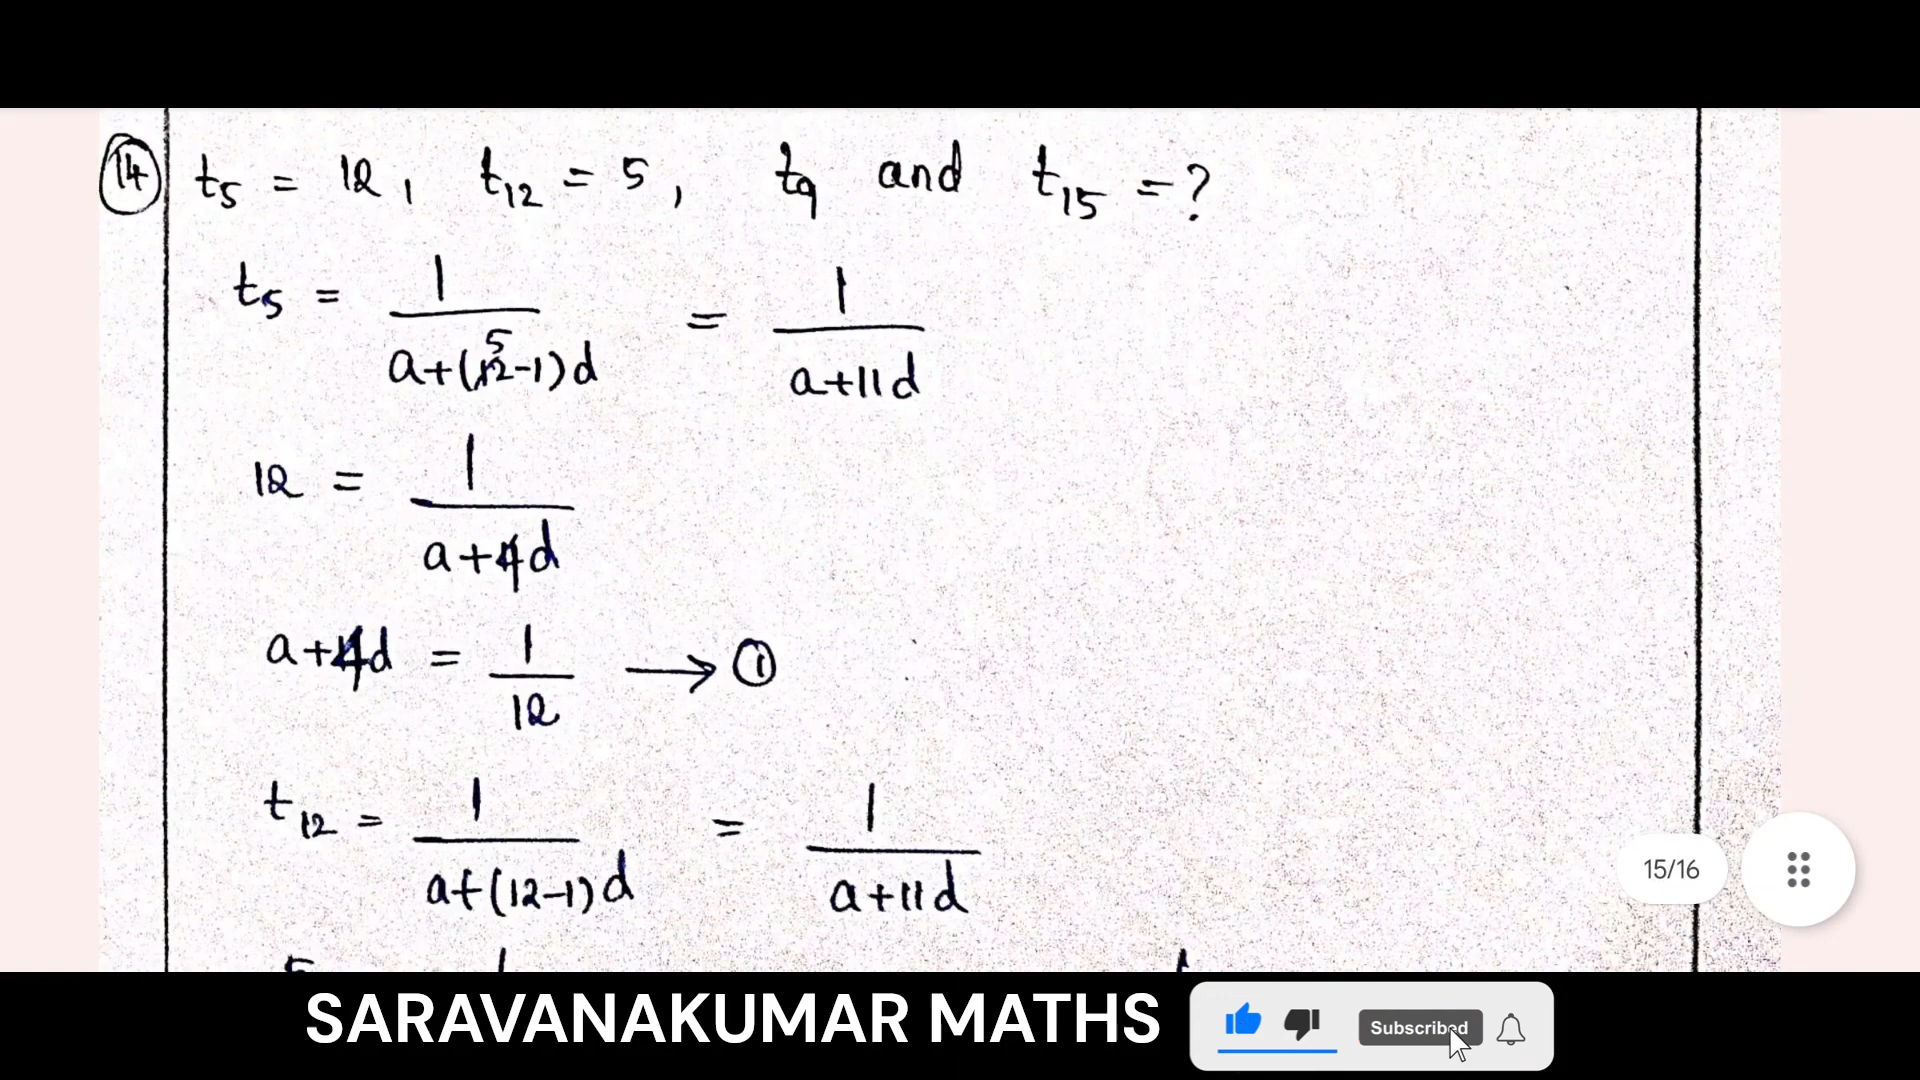 14 t5 = 12, t12 = 5, t9 and t15 = ?
t5 = 1 / a+(5-1)d = 1 / a+11d
12 = 1 / a+4d
a+4d = 1/12 → ①
t12 = 1 / a+(12-1)d = 1 / a+11d
15/16
SARAVANAKUMAR MATHS
Subscribed